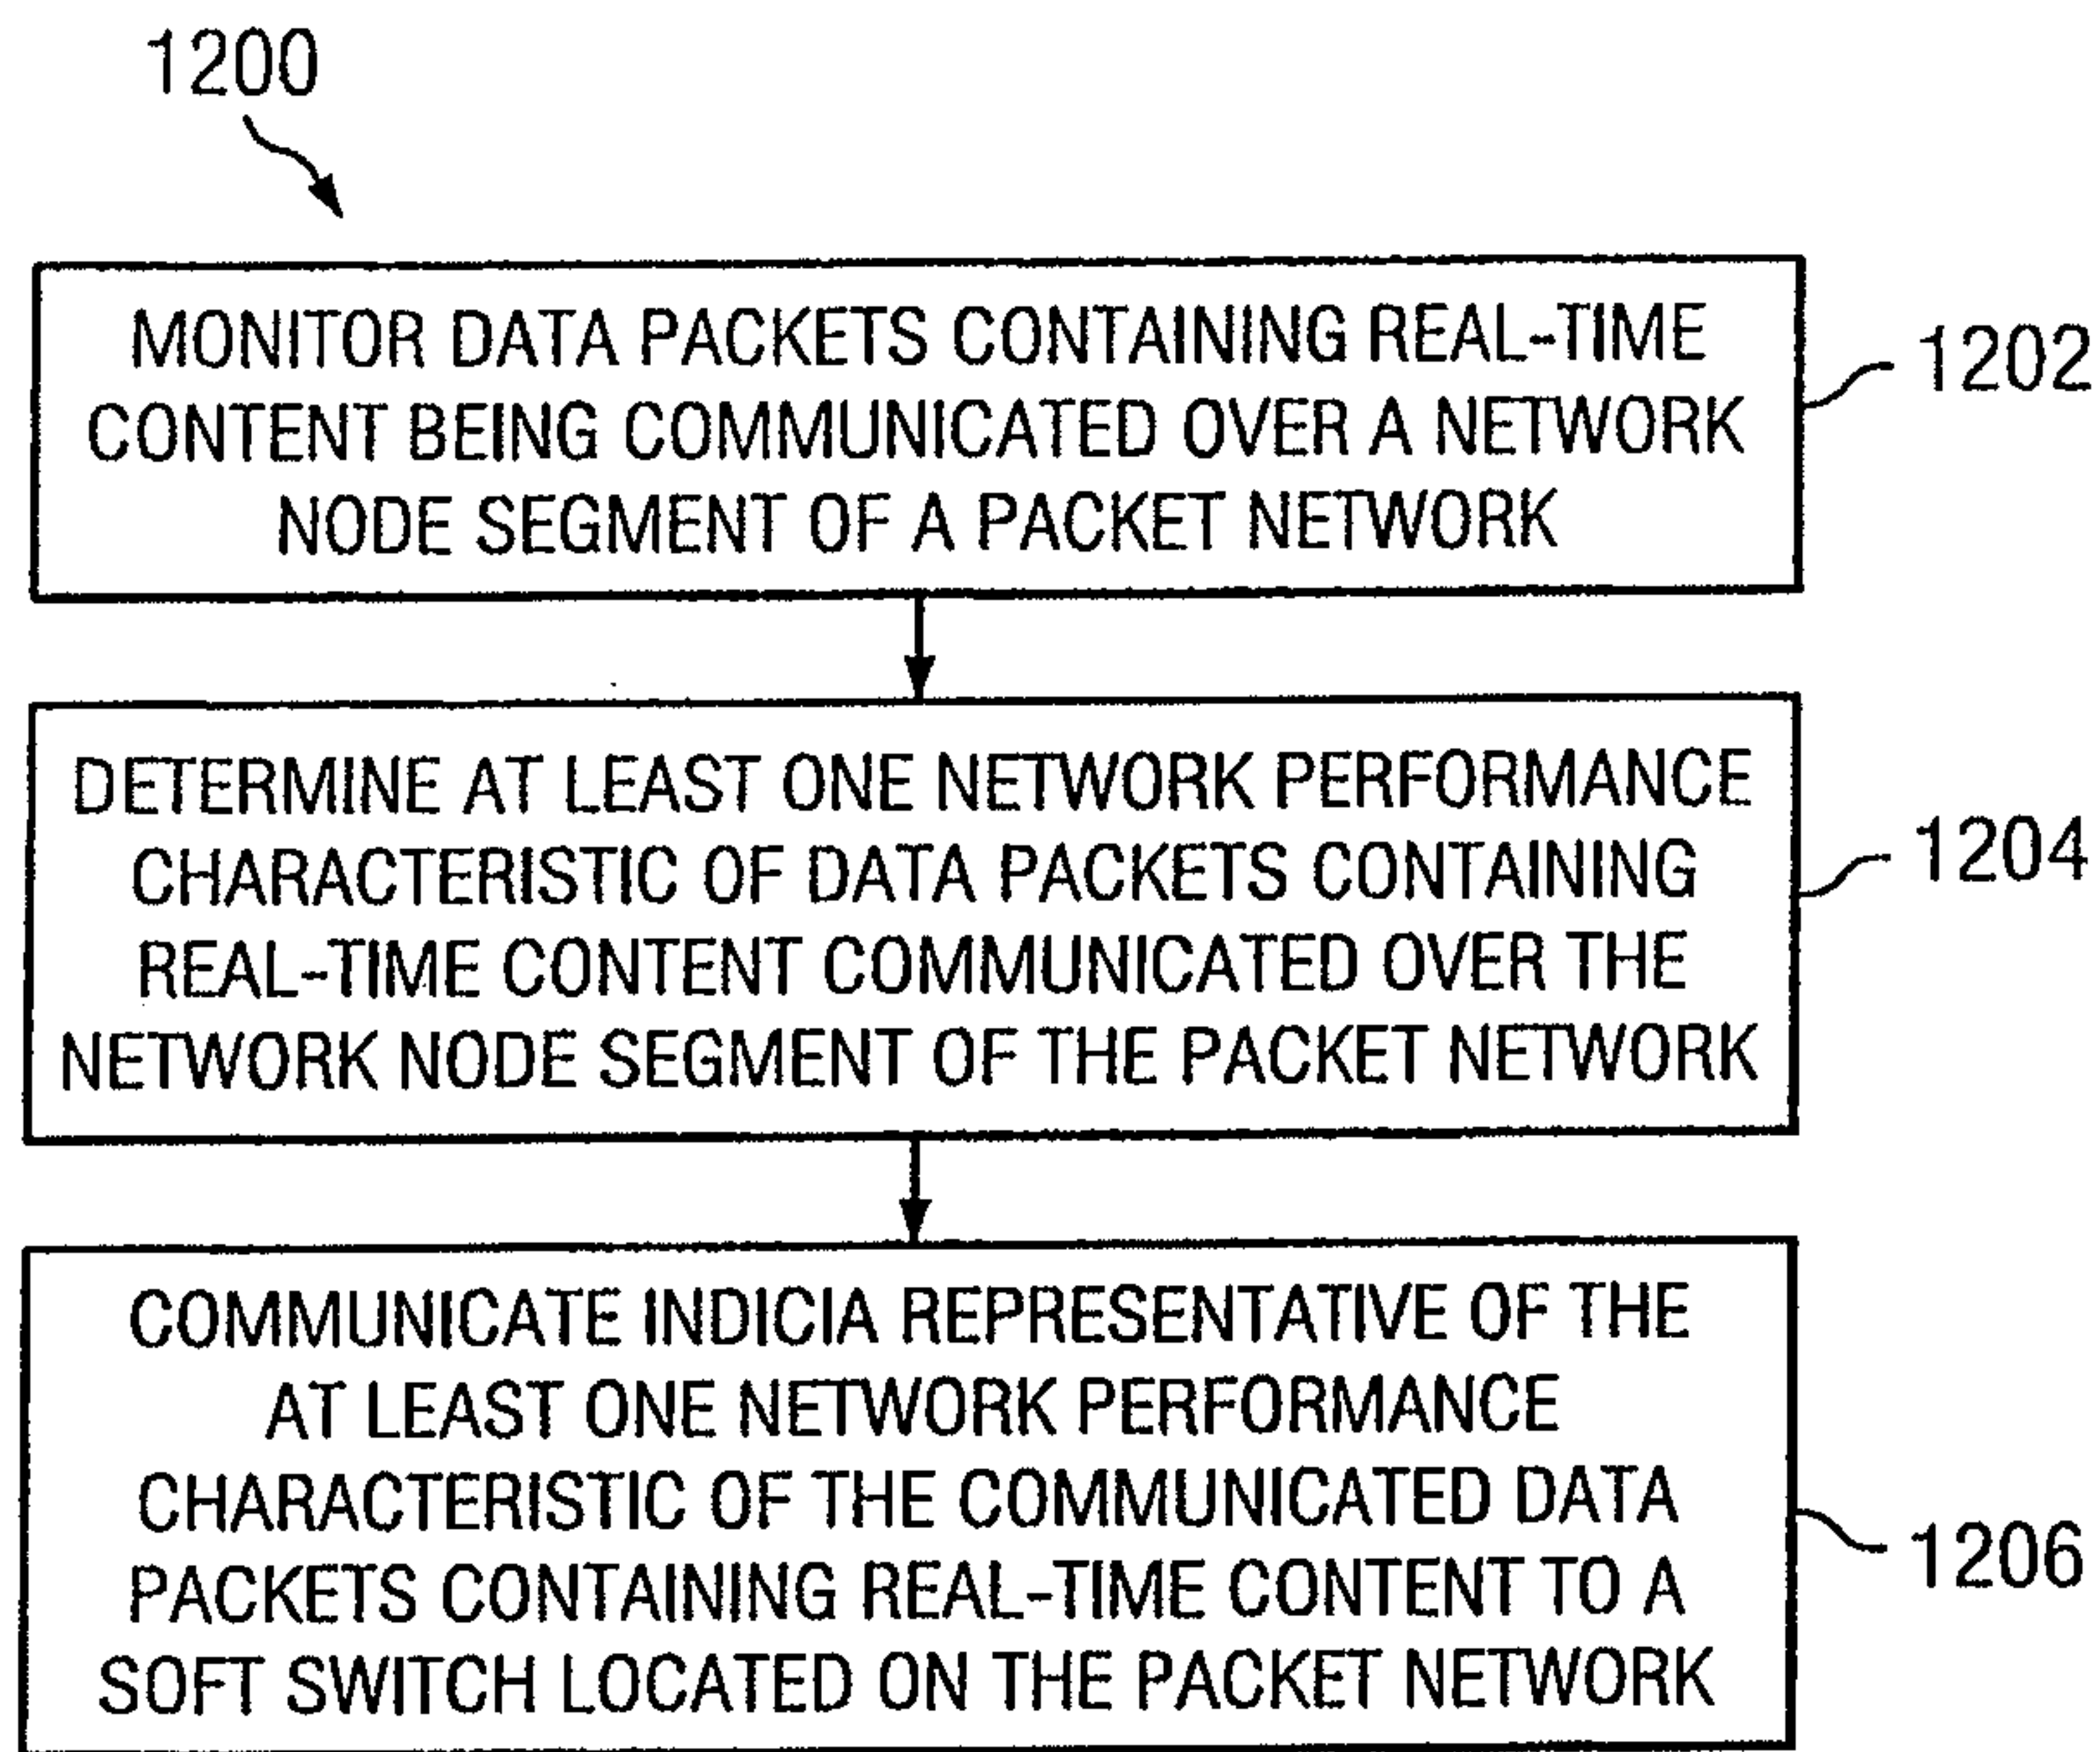 1200
MONITOR DATA PACKETS CONTAINING REAL-TIME
CONTENT BEING COMMUNICATED OVER A NETWORK
NODE SEGMENT OF A PACKET NETWORK
1202
DETERMINE AT LEAST ONE NETWORK PERFORMANCE
CHARACTERISTIC OF DATA PACKETS CONTAINING
REAL-TIME CONTENT COMMUNICATED OVER THE
NETWORK NODE SEGMENT OF THE PACKET NETWORK
1204
COMMUNICATE INDICIA REPRESENTATIVE OF THE
AT LEAST ONE NETWORK PERFORMANCE
CHARACTERISTIC OF THE COMMUNICATED DATA
PACKETS CONTAINING REAL-TIME CONTENT TO A
SOFT SWITCH LOCATED ON THE PACKET NETWORK
1206